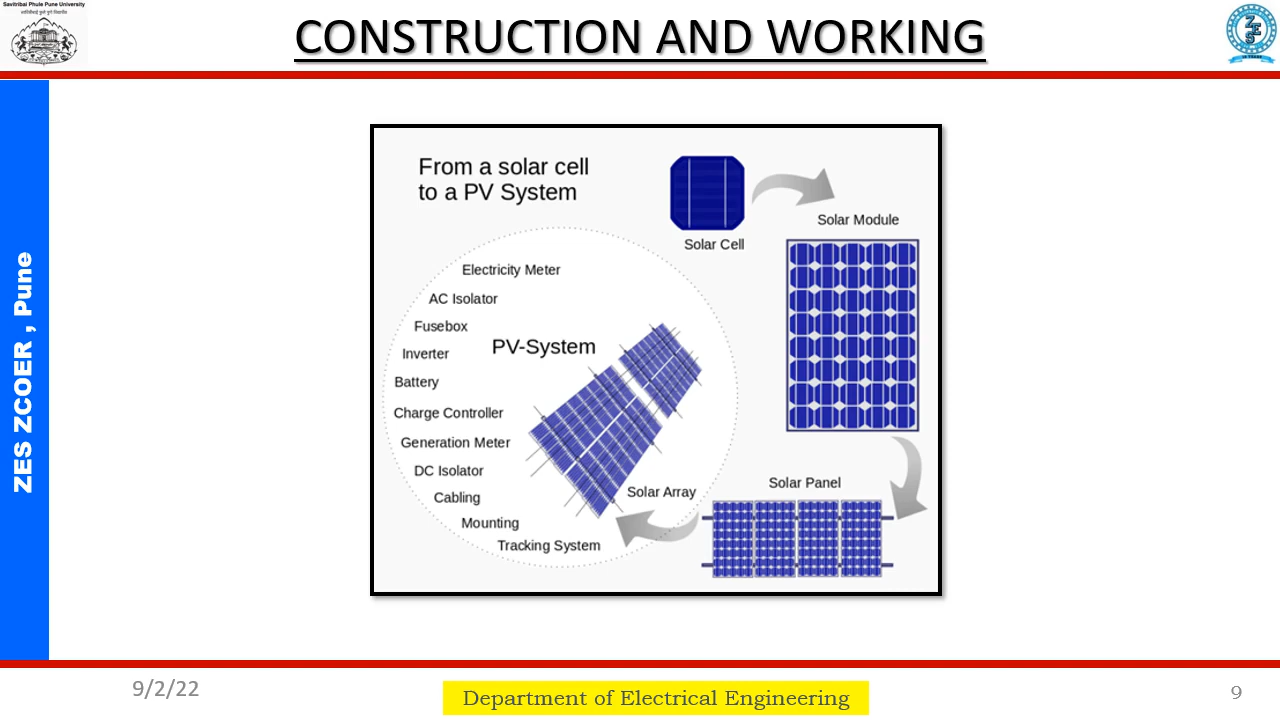 Savitribai Phule Pune University
CONSTRUCTION AND WORKING
ZES
ZES ZCOER , Pune
From a solar cell
to a PV System
Solar Cell
Solar Module
Electricity Meter
AC Isolator
Fusebox
Inverter
PV-System
Battery
Charge Controller
Generation Meter
DC Isolator
Cabling
Mounting
Tracking System
Solar Array
Solar Panel
9/2/22
Department of Electrical Engineering
9